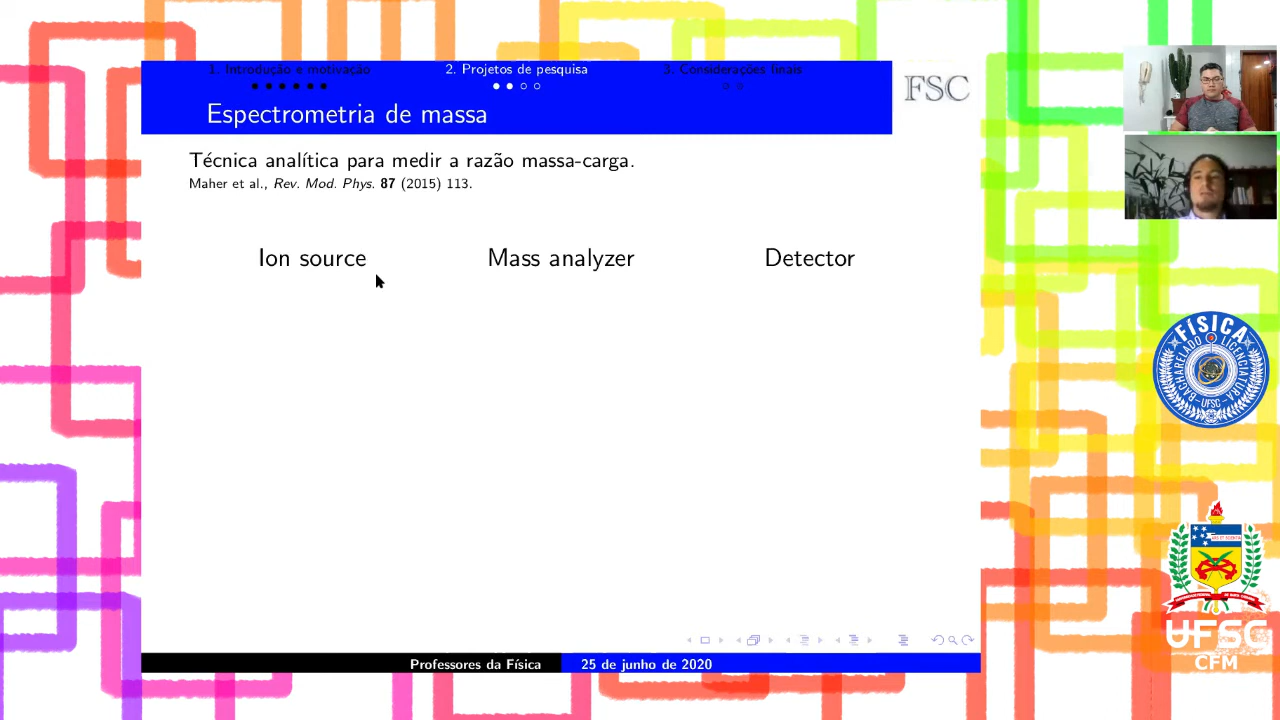 1. Introdução e motivação
2. Projetos de pesquisa
3. Considerações finais
Espectrometria de massa
FSC
Técnica analítica para medir a razão massa-carga.
Maher et al., Rev. Mod. Phys. 87 (2015) 113.
Ion source
Mass analyzer
Detector
FÍSICA
BACHARELADO
LICENCIATURA
-UFSC-
UFSC
CFM
Professores da Física
25 de junho de 2020